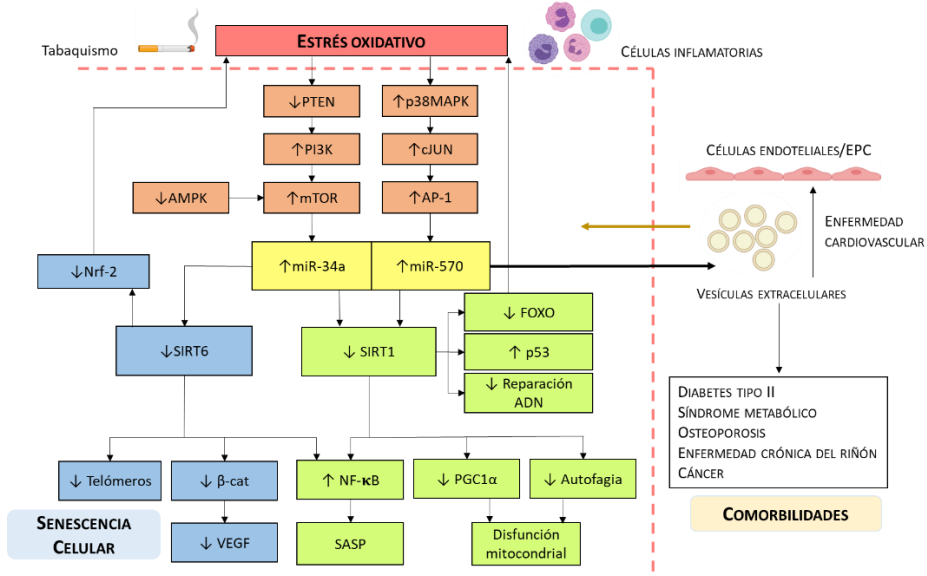 Tabaquismo
ESTRÉS OXIDATIVO
CÉLULAS INFLAMATORIAS
↓PTEN
↑p38MAPK
↑PI3K
↑cJUN
↓AMPK
↑mTOR
↑AP-1
CÉLULAS ENDOTELIALES/EPC
ENFERMEDAD
CARDIOVASCULAR
↓Nrf-2
↑miR-34a
↑miR-570
VESÍCULAS EXTRACELULARES
↓ FOXO
↓SIRT6
↓ SIRT1
↑ p53
↓ Reparación
ADN
DIABETES TIPO II
SÍNDROME METABÓLICO
OSTEOPOROSIS
ENFERMEDAD CRÓNICA DEL RIÑÓN
CÁNCER
↓ Telómeros
↓ β-cat
↑ NF-κB
↓ PGC1α
↓ Autofagia
SENESCENCIA
CELULAR
↓ VEGF
SASP
Disfunción
mitocondrial
COMORBILIDADES